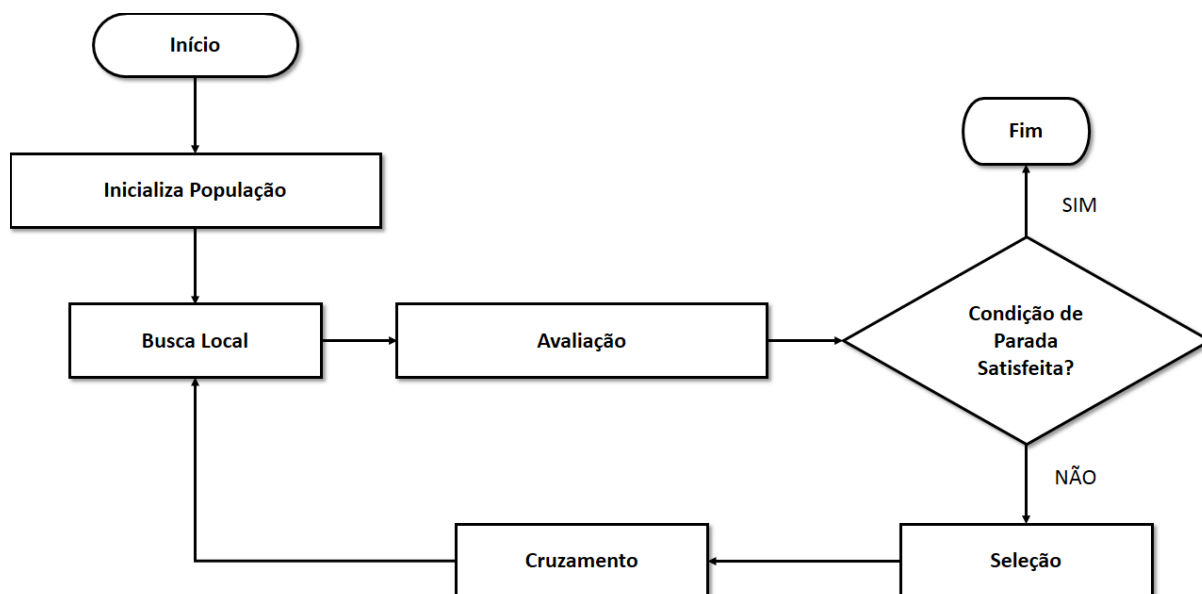 Início
Inicializa População
Busca Local
Avaliação
Condição de
Parada
Satisfeita?
SIM
Fim
NÃO
Seleção
Cruzamento